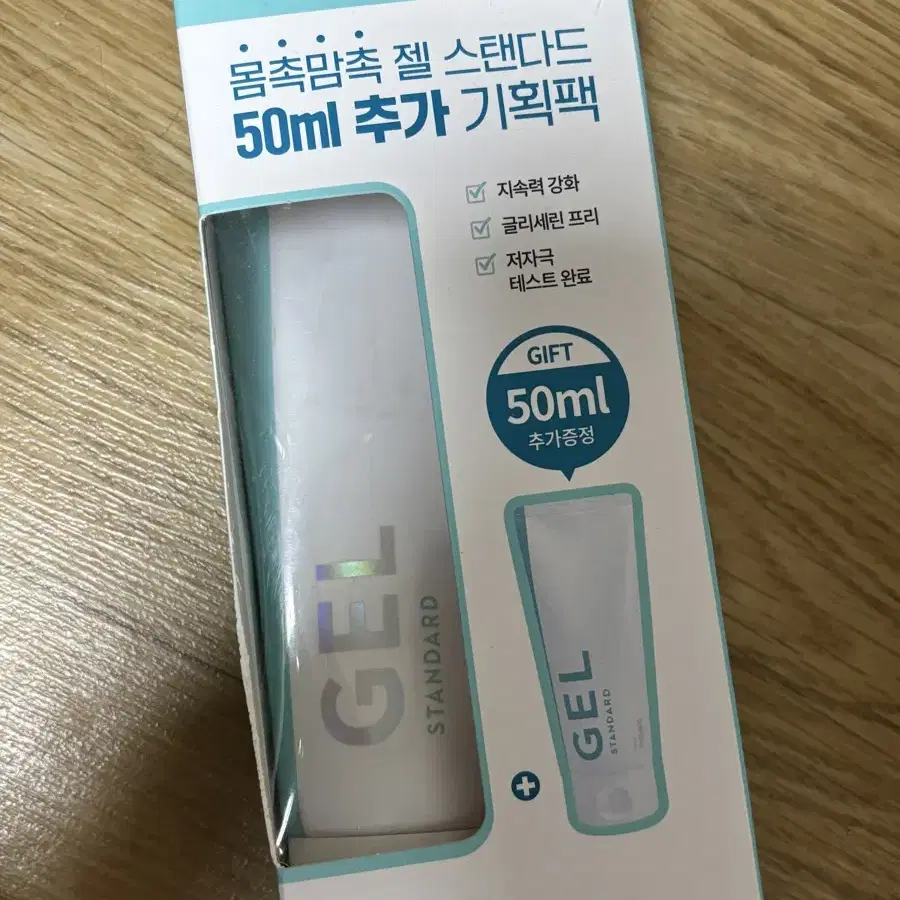 몸촉맘촉 젤 스탠다드
50ml 추가 기획팩
지속력 강화
글리세린 프리
저자극
테스트 완료
GIFT
50ml
추가증정
GEL
STANDARD
+
GEL
STANDARD